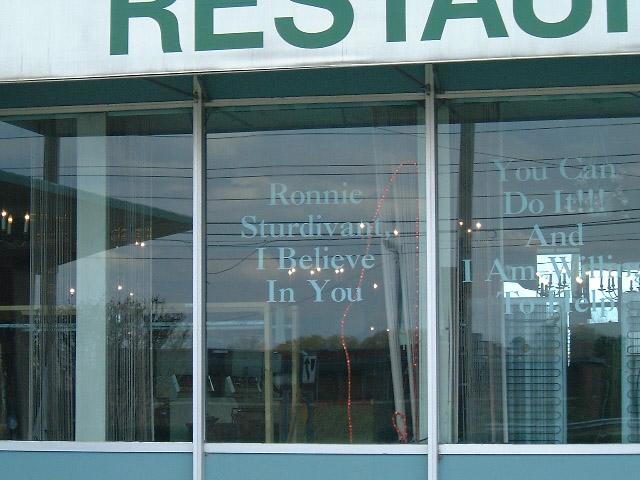 RESTAU
Ronnie
Sturdivant,
I Believe
In You
You Can
Do It!!!
And
I Am Willing
To Help